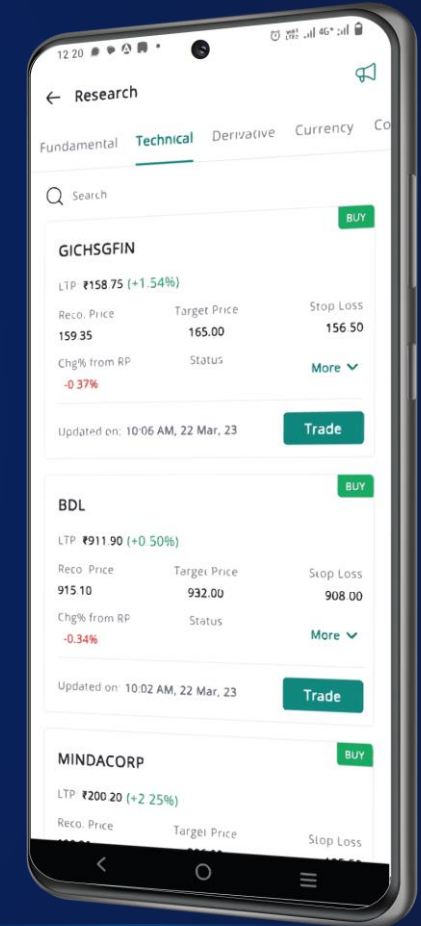 12 20
4G+
← Research
Fundamental Technical Derivative Currency Co
Search
BUY
GICHSGFIN
LTP ₹158 75 (+1.54%)
Reco. Price Target Price Stop Loss
159 35 165.00 156 50
Chg% from RP Status More
-0 37%
Updated on: 10:06 AM, 22 Mar, 23 Trade
BUY
BDL
LTP ₹911 90 (+0 50%)
Reco Price Target Price Stop Loss
915 10 932.00 908 00
Chg% from RP Status More
-0.34%
Updated on: 10:02 AM, 22 Mar, 23 Trade
BUY
MINDACORP
LTP ₹200 20 (+2 25%)
Reco. Price Target Price Stop Loss